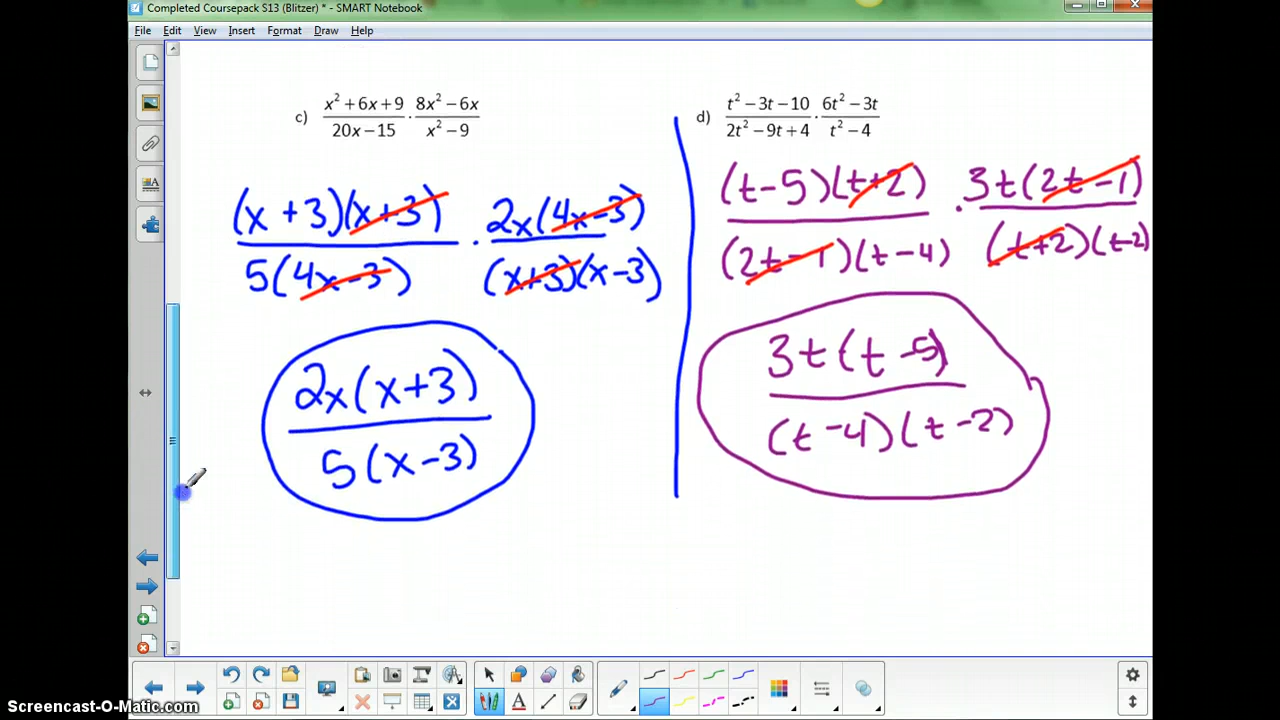 Completed Coursepack S13 (Blitzer) * - SMART Notebook
File Edit View Insert Format Draw Help
c) x² + 6x + 9 / 20x − 15 · 8x² − 6x / x² − 9
(x + 3)(x + 3) / 5(4x − 3) · 2x(4x − 3) / (x + 3)(x − 3)
2x(x + 3) / 5(x − 3)
d) t² − 3t − 10 / 2t² − 9t + 4 · 6t² − 3t / t² − 4
(t − 5)(t + 2) / (2t − 1)(t − 4) · 3t(2t − 1) / (t + 2)(t − 2)
3t(t − 5) / (t − 4)(t − 2)
Screencast-O-Matic.com